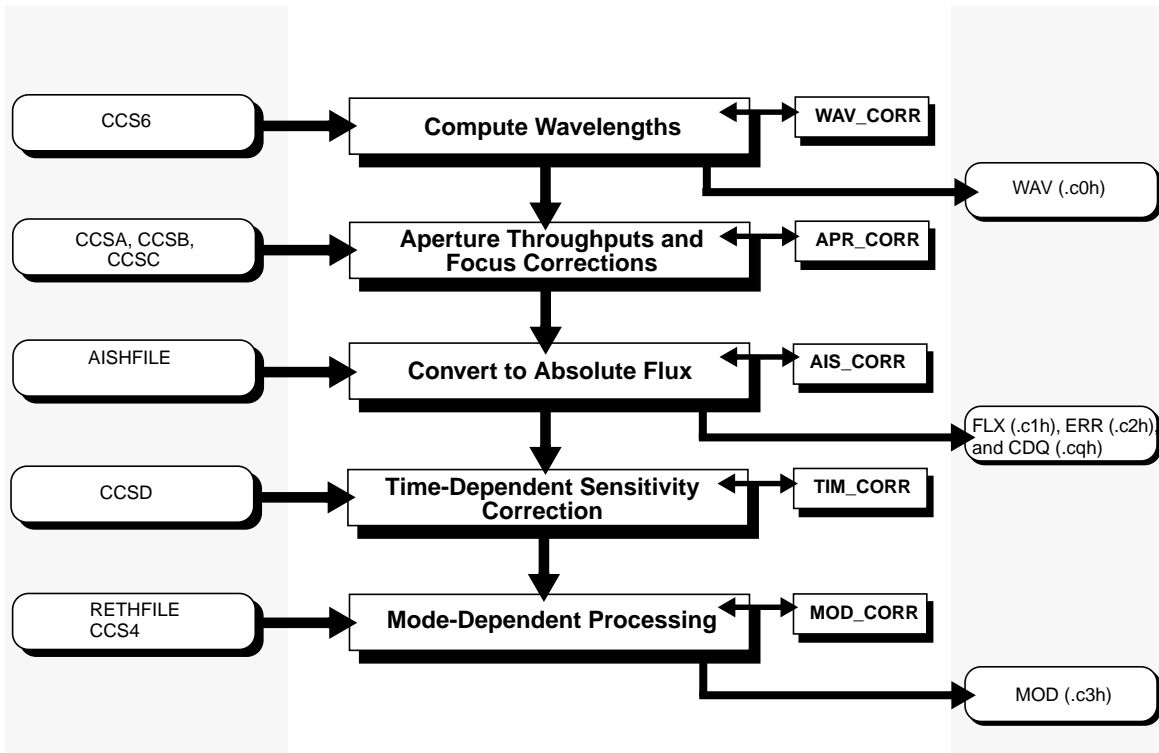 CCS6
Compute Wavelengths
WAV_CORR
WAV (.c0h)
CCSA, CCSB,
CCSC
Aperture Throughputs and
Focus Corrections
APR_CORR
AISHFILE
Convert to Absolute Flux
AIS_CORR
FLX (.c1h), ERR (.c2h),
and CDQ (.cqh)
CCSD
Time-Dependent Sensitivity
Correction
TIM_CORR
RETHFILE
CCS4
Mode-Dependent Processing
MOD_CORR
MOD (.c3h)